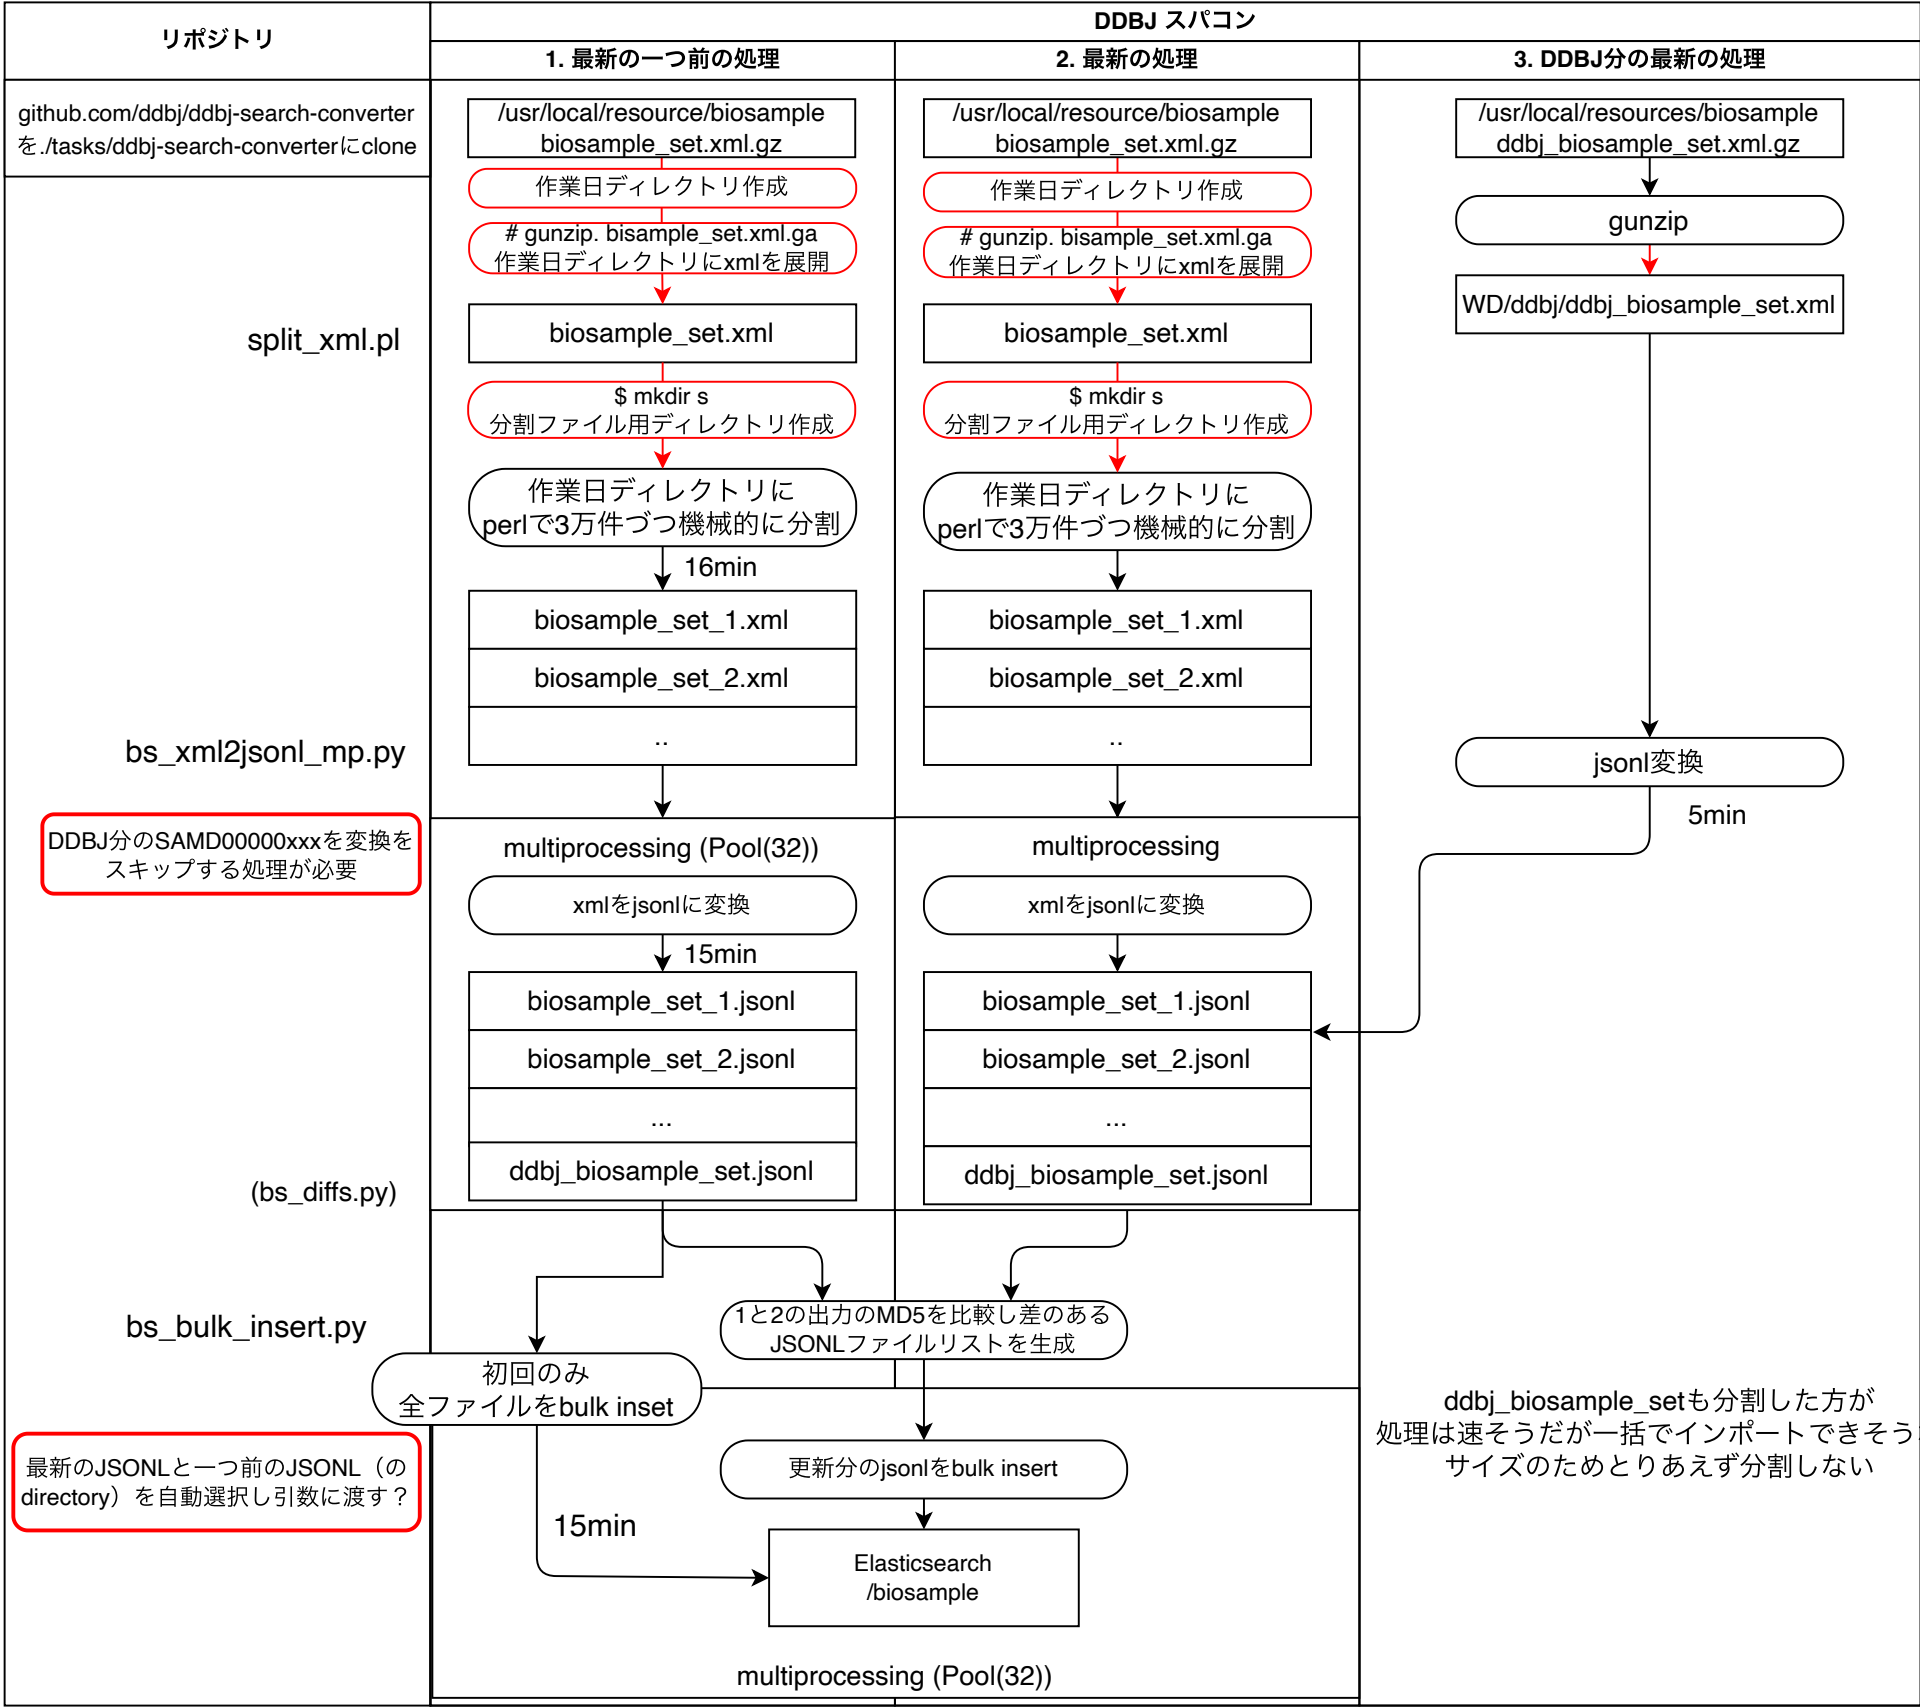 リポジトリ
DDBJ スパコン
1. 最新の一つ前の処理
2. 最新の処理
3. DDBJ分の最新の処理
github.com/ddbj/ddbj-search-converter
を./tasks/ddbj-search-converterにclone
split_xml.pl
bs_xml2jsonl_mp.py
DDBJ分のSAMD00000xxxを変換を
スキップする処理が必要
(bs_diffs.py)
bs_bulk_insert.py
最新のJSONLと一つ前のJSONL（の
directory）を自動選択し引数に渡す？
/usr/local/resource/biosample
biosample_set.xml.gz
作業日ディレクトリ作成
# gunzip. bisample_set.xml.ga
作業日ディレクトリにxmlを展開
biosample_set.xml
$ mkdir s
分割ファイル用ディレクトリ作成
作業日ディレクトリに
perlで3万件づつ機械的に分割
16min
biosample_set_1.xml
biosample_set_2.xml
..
multiprocessing (Pool(32))
xmlをjsonlに変換
15min
biosample_set_1.jsonl
biosample_set_2.jsonl
...
ddbj_biosample_set.jsonl
/usr/local/resource/biosample
biosample_set.xml.gz
作業日ディレクトリ作成
# gunzip. bisample_set.xml.ga
作業日ディレクトリにxmlを展開
biosample_set.xml
$ mkdir s
分割ファイル用ディレクトリ作成
作業日ディレクトリに
perlで3万件づつ機械的に分割
biosample_set_1.xml
biosample_set_2.xml
..
multiprocessing
xmlをjsonlに変換
biosample_set_1.jsonl
biosample_set_2.jsonl
...
ddbj_biosample_set.jsonl
/usr/local/resources/biosample
ddbj_biosample_set.xml.gz
gunzip
WD/ddbj/ddbj_biosample_set.xml
jsonl変換
5min
1と2の出力のMD5を比較し差のある
JSONLファイルリストを生成
初回のみ
全ファイルをbulk inset
更新分のjsonlをbulk insert
15min
Elasticsearch
/biosample
multiprocessing (Pool(32))
ddbj_biosample_setも分割した方が
処理は速そうだが一括でインポートできそう
サイズのためとりあえず分割しない